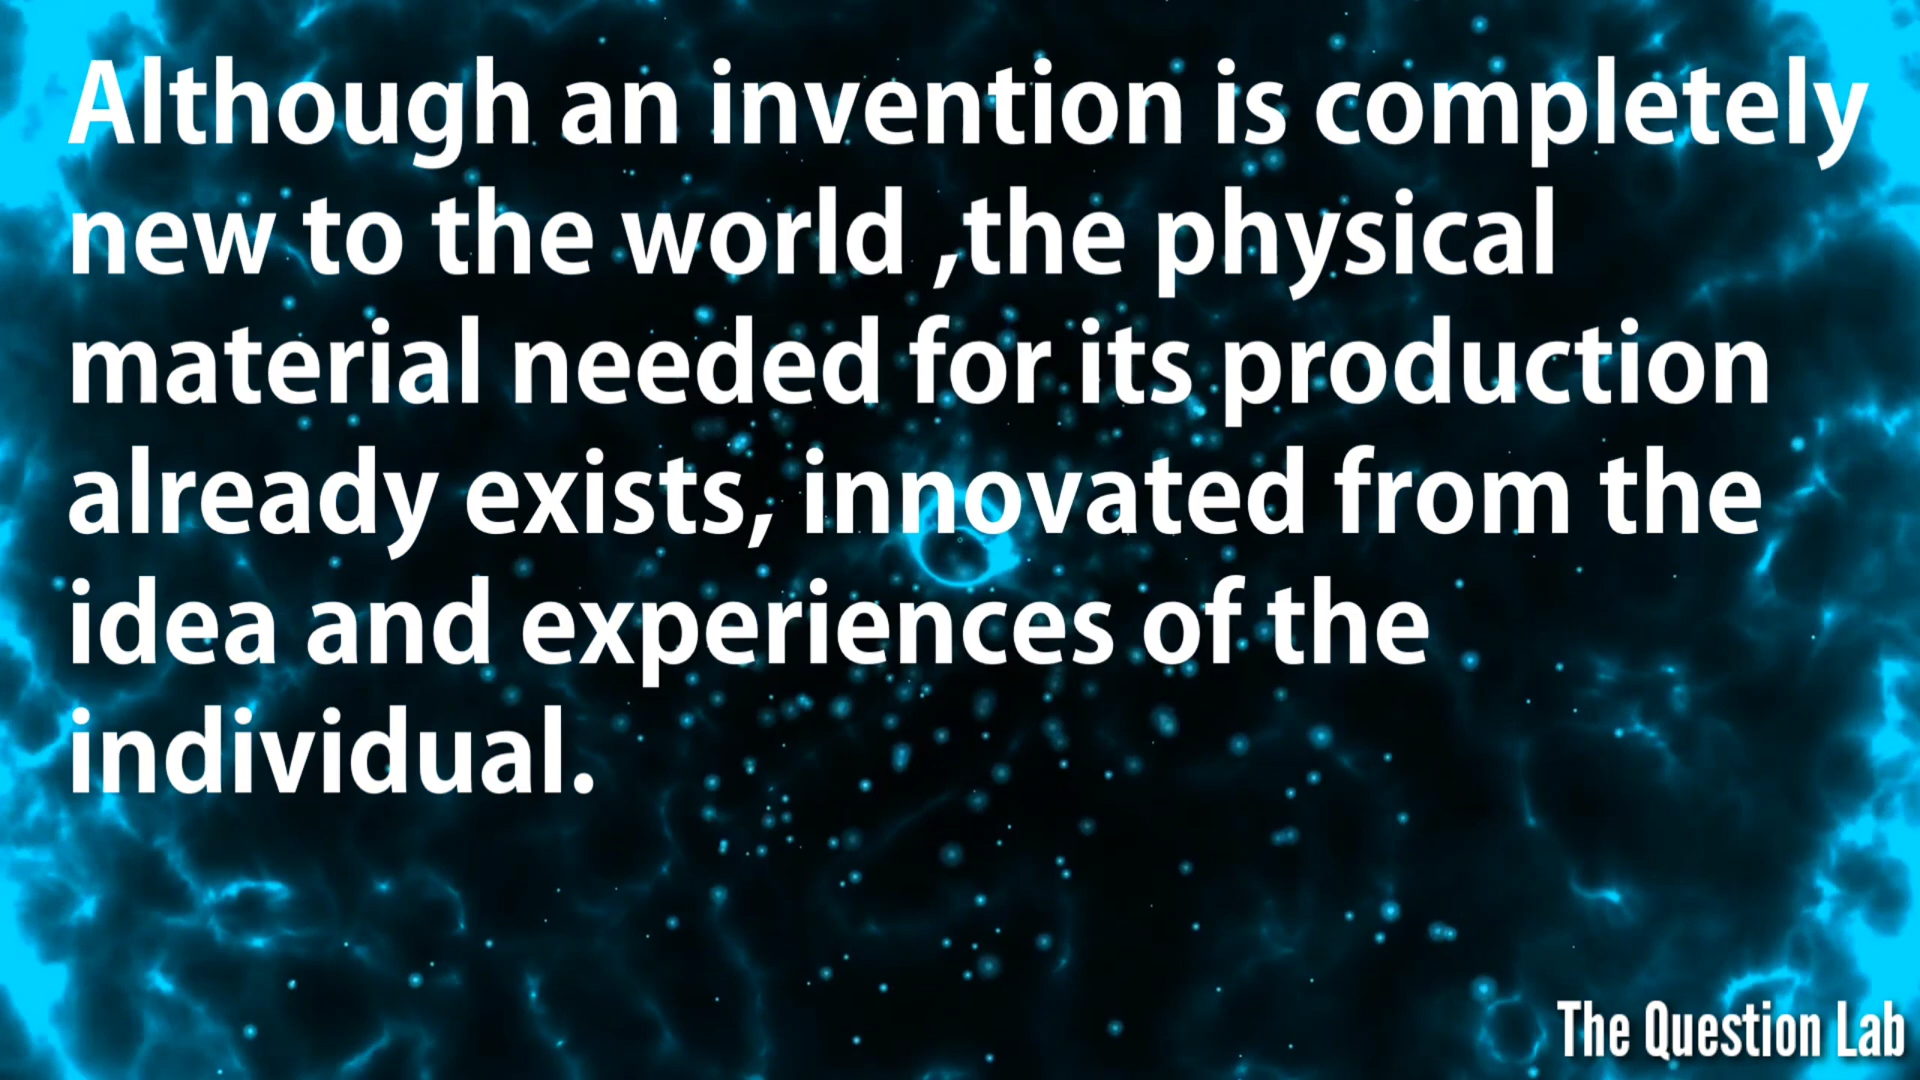 Although an invention is completely
new to the world ,the physical
material needed for its production
already exists, innovated from the
idea and experiences of the
individual.
The Question Lab